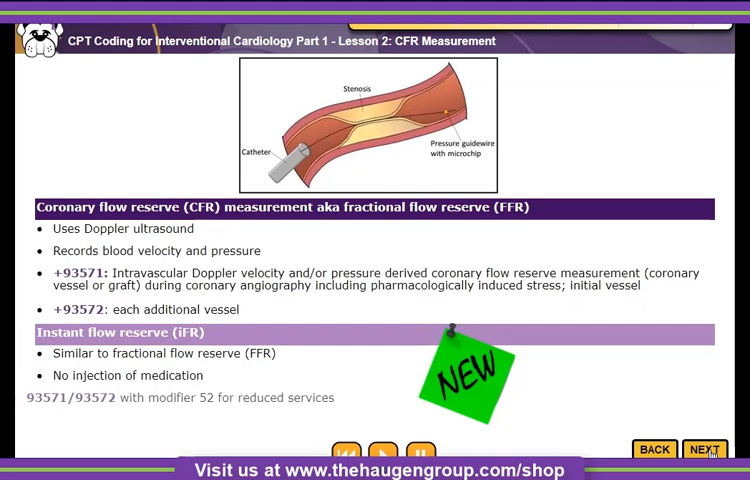 CPT Coding for Interventional Cardiology Part 1 - Lesson 2: CFR Measurement
Stenosis
Pressure guidewire
with microchip
Catheter
Coronary flow reserve (CFR) measurement aka fractional flow reserve (FFR)
• Uses Doppler ultrasound
• Records blood velocity and pressure
• +93571: Intravascular Doppler velocity and/or pressure derived coronary flow reserve measurement (coronary
vessel or graft) during coronary angiography including pharmacologically induced stress; initial vessel
• +93572: each additional vessel
Instant flow reserve (iFR)
• Similar to fractional flow reserve (FFR)
• No injection of medication
93571/93572 with modifier 52 for reduced services
NEW
BACK
NEXT
Visit us at www.thehaugengroup.com/shop